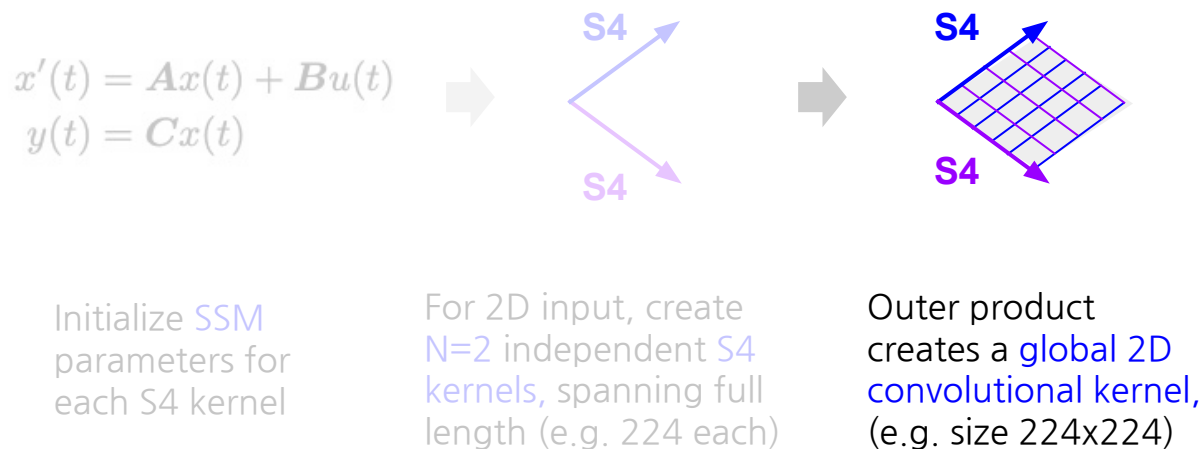 x′(t) = Ax(t) + Bu(t)
y(t) = Cx(t)
S4
S4
S4
S4
Initialize SSM
parameters for
each S4 kernel
For 2D input, create
N=2 independent S4
kernels, spanning full
length (e.g. 224 each)
Outer product
creates a global 2D
convolutional kernel,
(e.g. size 224x224)